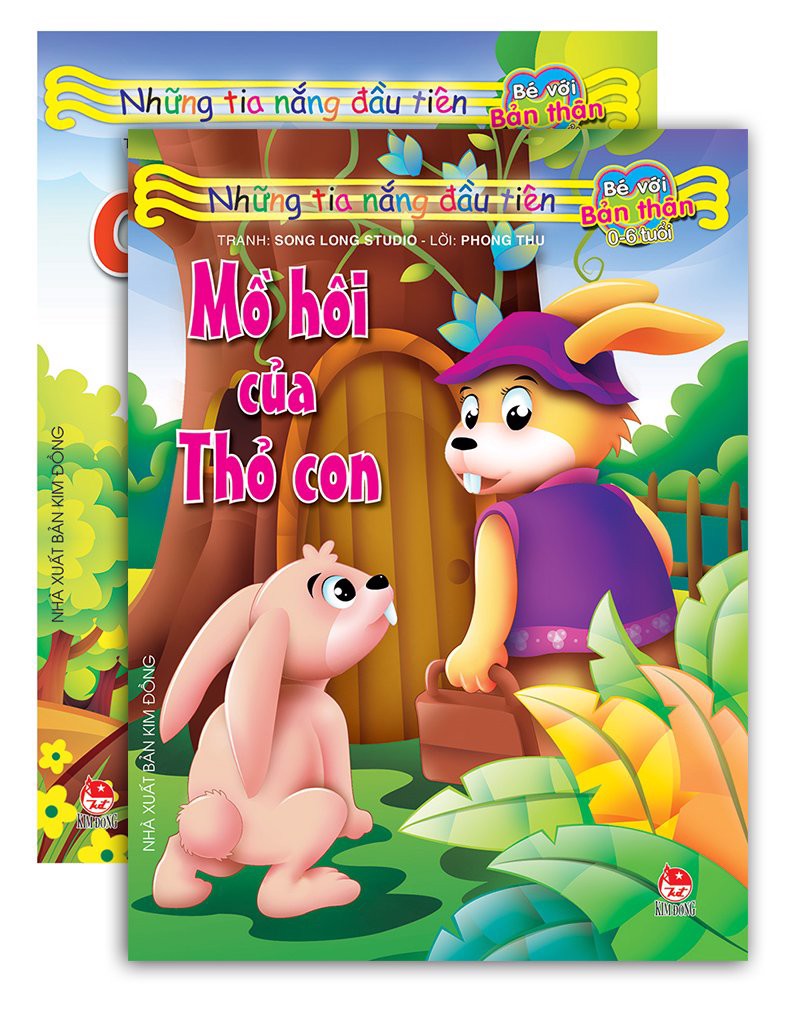 Những tia nắng đầu tiên
Bé với
Bản thân
NHÀ XUẤT BẢN KIM ĐỒNG
KIM ĐỒNG
Những tia nắng đầu tiên
Bé với
Bản thân
0-6 tuổi
TRANH: SONG LONG STUDIO - LỜI: PHONG THU
Mồ hôi
của
Thỏ con
NHÀ XUẤT BẢN KIM ĐỒNG
KIM ĐỒNG